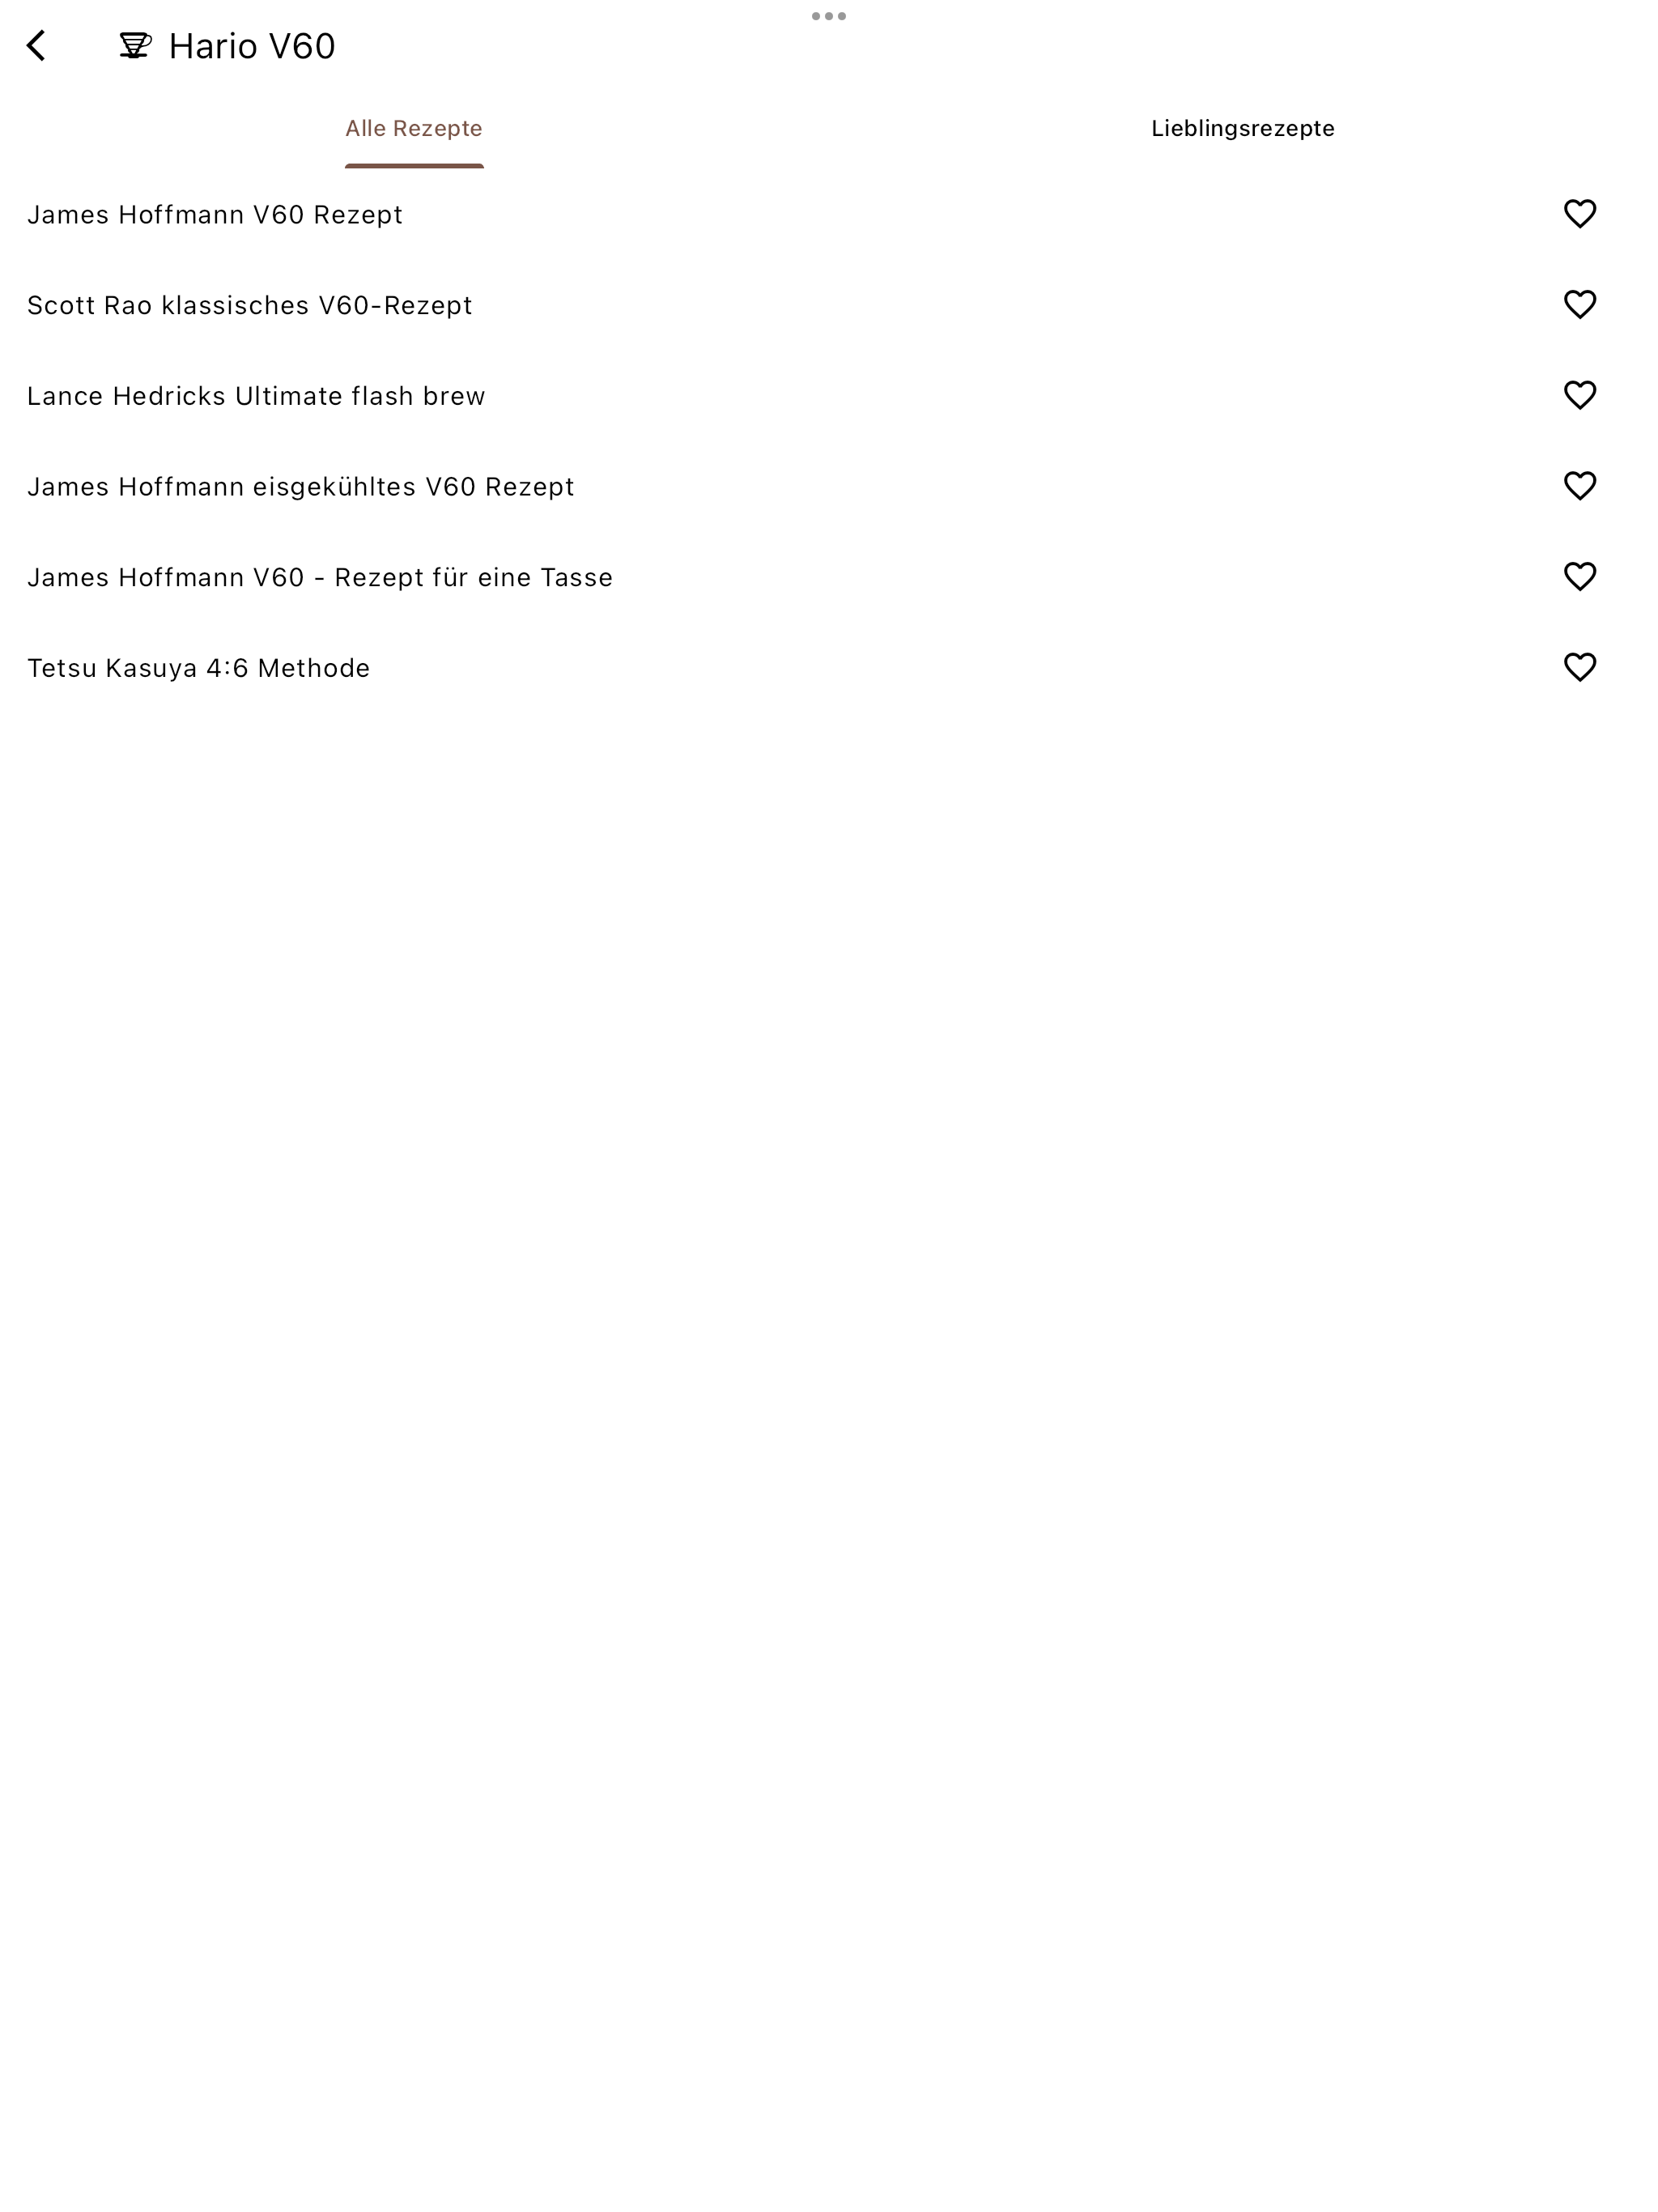 Hario V60
Alle Rezepte
Lieblingsrezepte
James Hoffmann V60 Rezept
Scott Rao klassisches V60-Rezept
Lance Hedricks Ultimate flash brew
James Hoffmann eisgekühltes V60 Rezept
James Hoffmann V60 - Rezept für eine Tasse
Tetsu Kasuya 4:6 Methode